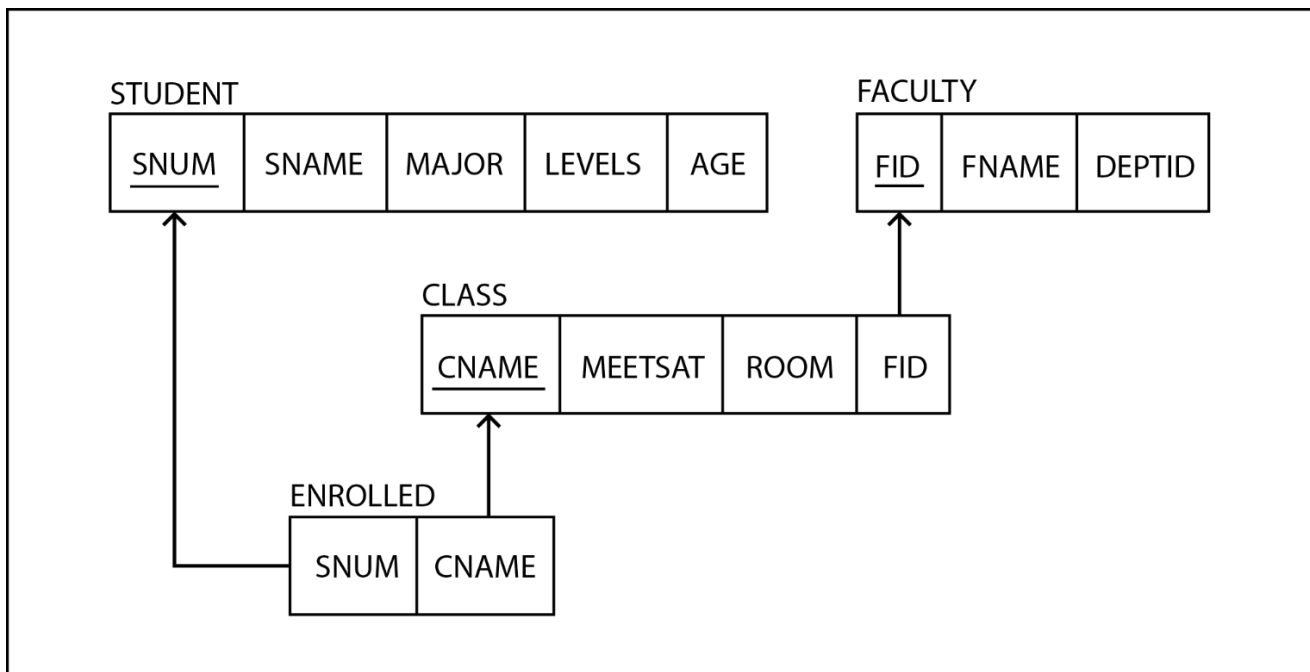 STUDENT
SNUM SNAME MAJOR LEVELS AGE
FACULTY
FID FNAME DEPTID
CLASS
CNAME MEETSAT ROOM FID
ENROLLED
SNUM CNAME